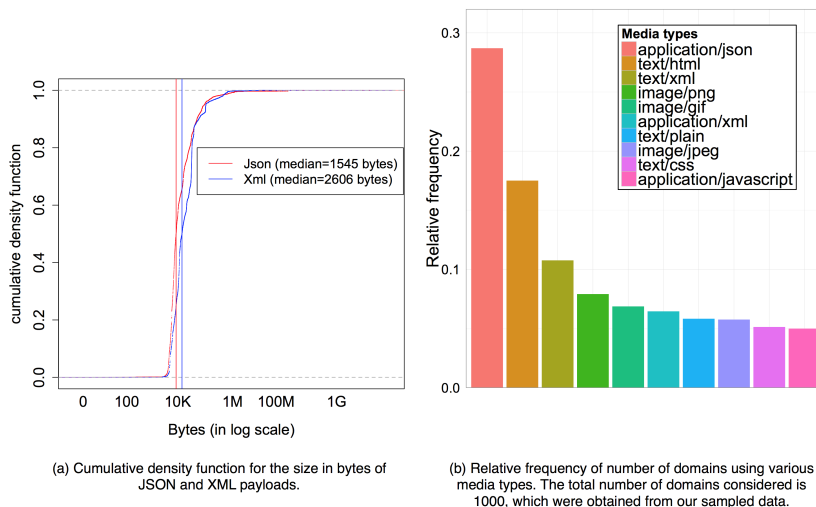 1.0
0.8
0.6
0.4
0.2
0.0
cumulative density function
Json (median=1545 bytes)
Xml (median=2606 bytes)
0 100 10K 1M 100M 1G
Bytes (in log scale)
(a) Cumulative density function for the size in bytes of
JSON and XML payloads.
0.3
0.2
0.1
0.0
Relative frequency
Media types
application/json
text/html
text/xml
image/png
image/gif
application/xml
text/plain
image/jpeg
text/css
application/javascript
(b) Relative frequency of number of domains using various
media types. The total number of domains considered is
1000, which were obtained from our sampled data.